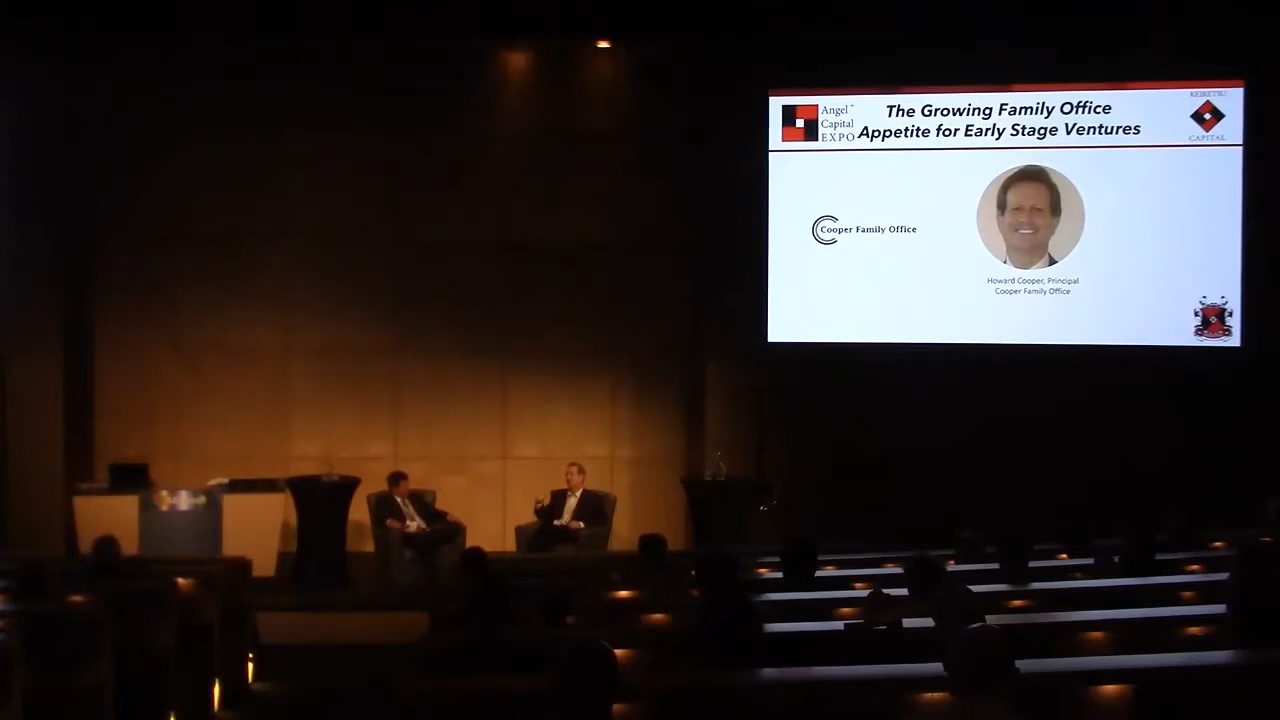 Angel™
Capital
EXPO
The Growing Family Office
Appetite for Early Stage Ventures
KEIRETSU
CAPITAL
Cooper Family Office
Howard Cooper, Principal
Cooper Family Office